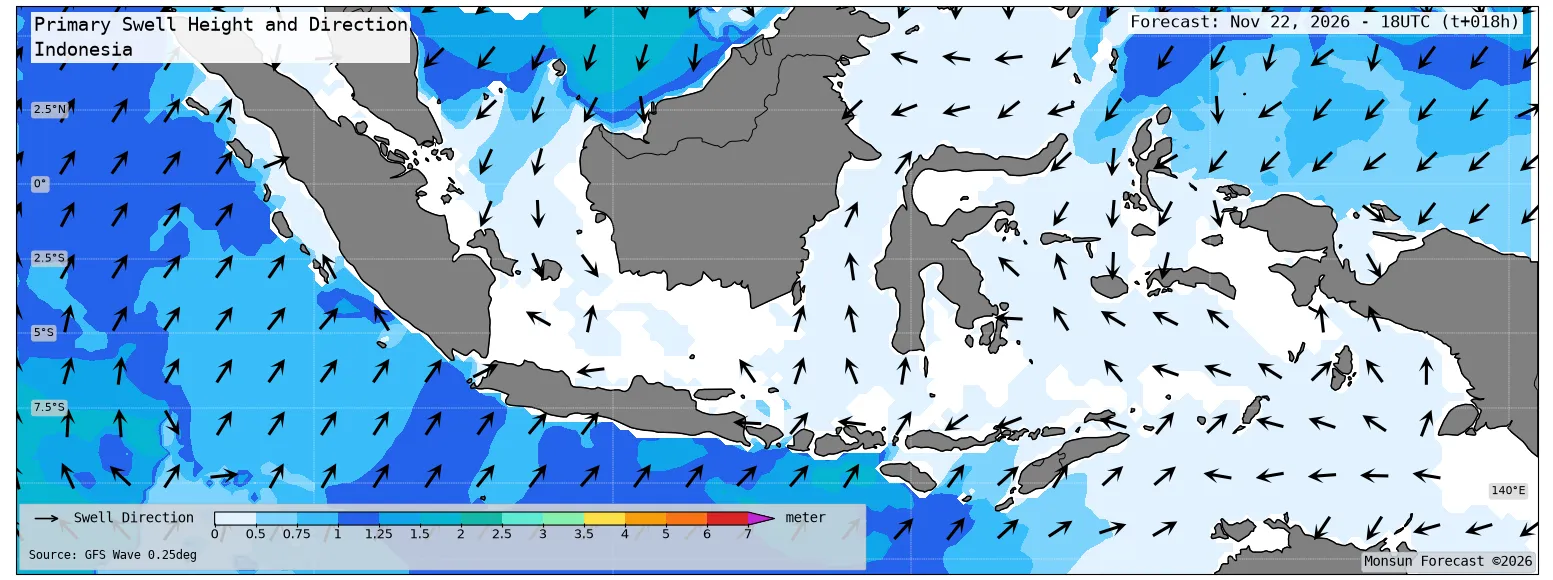 Primary Swell Height and Direction
Indonesia
Forecast: Nov 22, 2026 - 18UTC (t+018h)
2.5°N
0°
2.5°S
5°S
7.5°S
140°E
Swell Direction
0 0.5 0.75 1 1.25 1.5 2 2.5 3 3.5 4 5 6 7
meter
Source: GFS Wave 0.25deg
Monsun Forecast ©2026